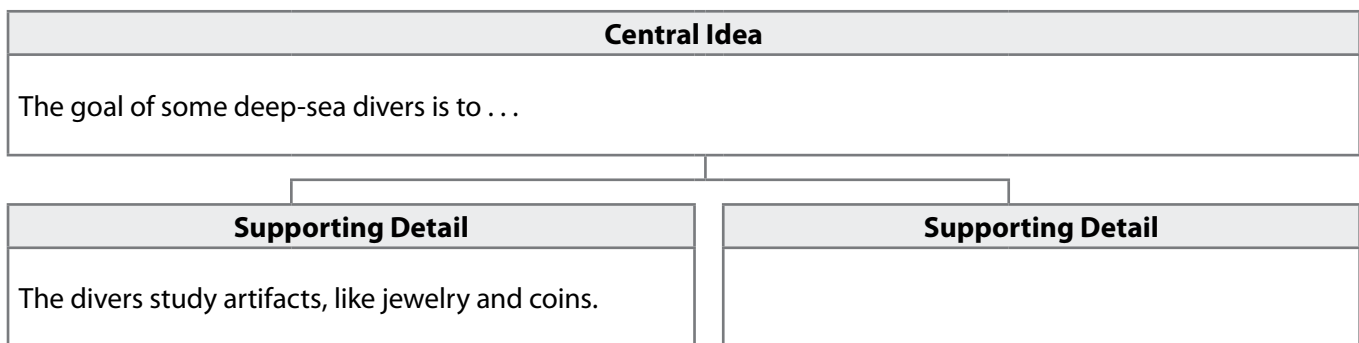 Central Idea
The goal of some deep-sea divers is to . . .
Supporting Detail
Supporting Detail
The divers study artifacts, like jewelry and coins.